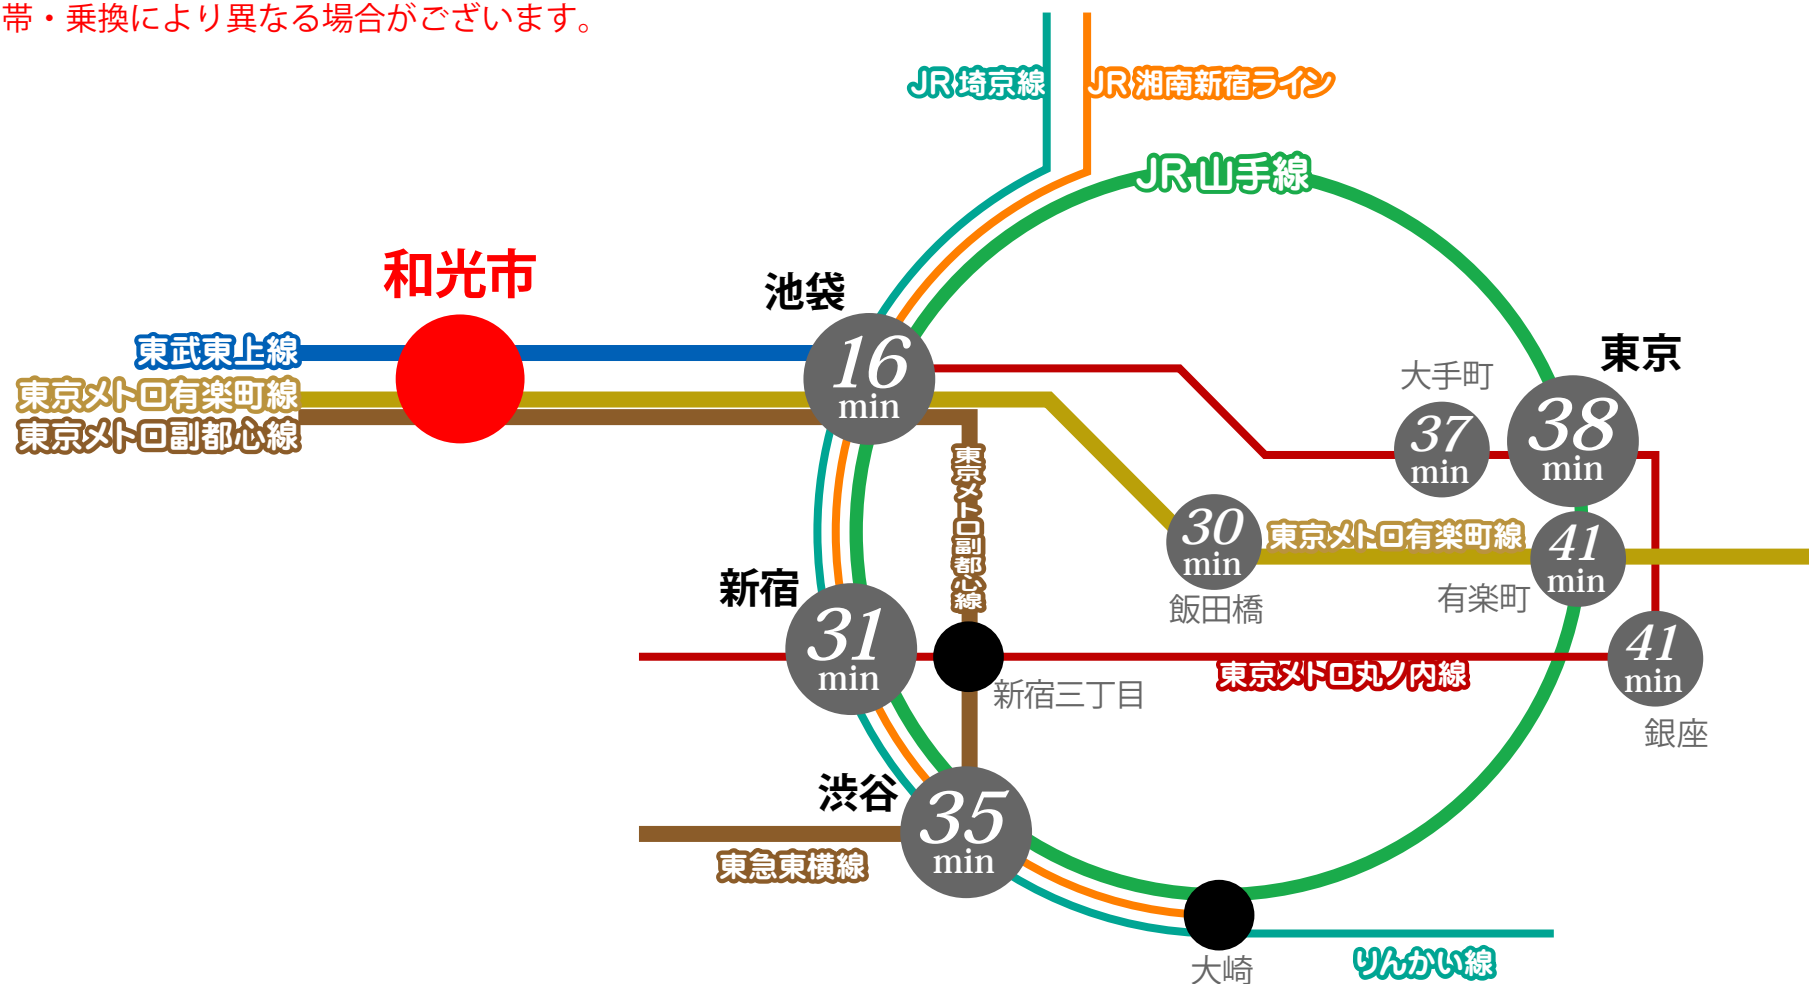 帯・乗換により異なる場合がございます。
JR埼京線
JR湘南新宿ライン
JR山手線
和光市
池袋
東武東上線
東京メトロ有楽町線
東京メトロ副都心線
16
min
東京
大手町
37
min
38
min
東京メトロ副都心線
30
min
飯田橋
東京メトロ有楽町線
41
min
有楽町
新宿
31
min
新宿三丁目
東京メトロ丸ノ内線
41
min
銀座
渋谷
35
min
東急東横線
大崎
りんかい線